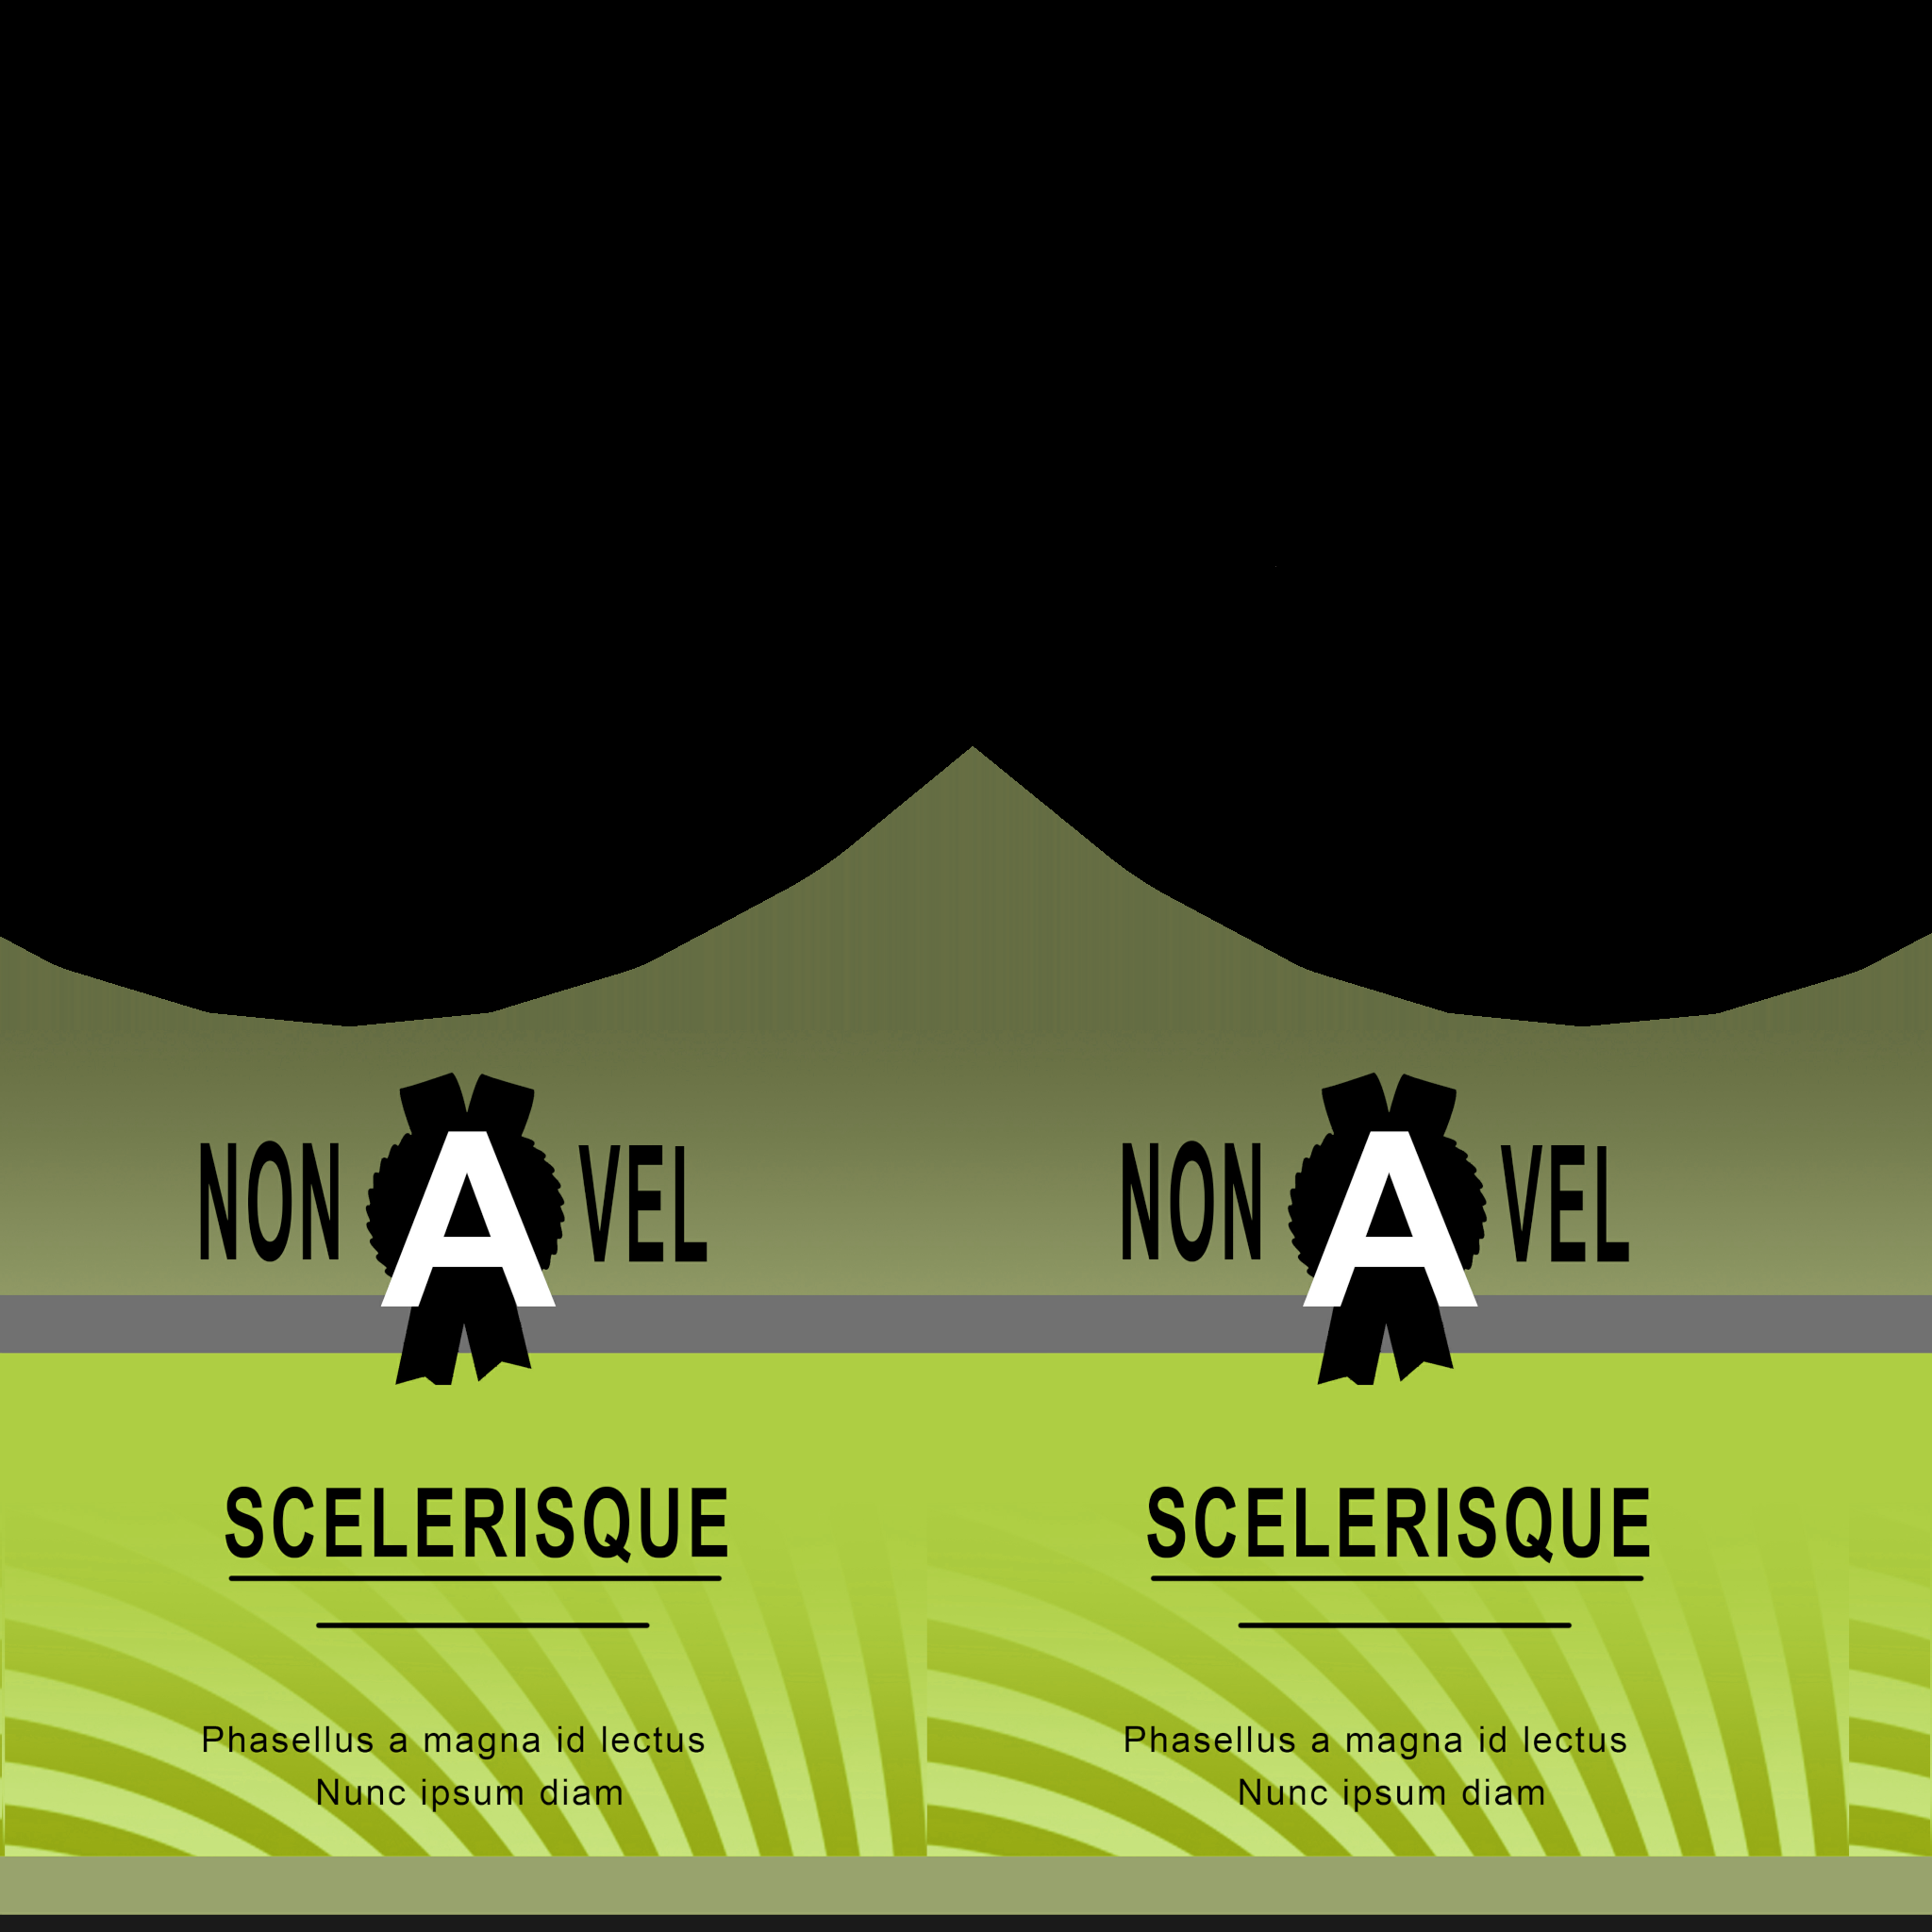 NON A VEL NON A VEL
SCELERISQUE SCELERISQUE
Phasellus a magna id lectus Phasellus a magna id lectus
Nunc ipsum diam Nunc ipsum diam